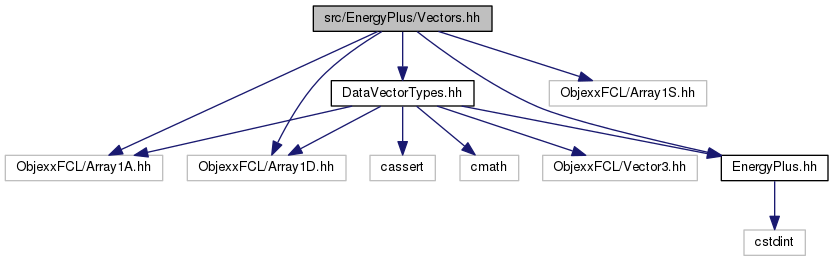 src/EnergyPlus/Vectors.hh
DataVectorTypes.hh
ObjexxFCL/Array1S.hh
ObjexxFCL/Array1A.hh
ObjexxFCL/Array1D.hh
cassert
cmath
ObjexxFCL/Vector3.hh
EnergyPlus.hh
cstdint